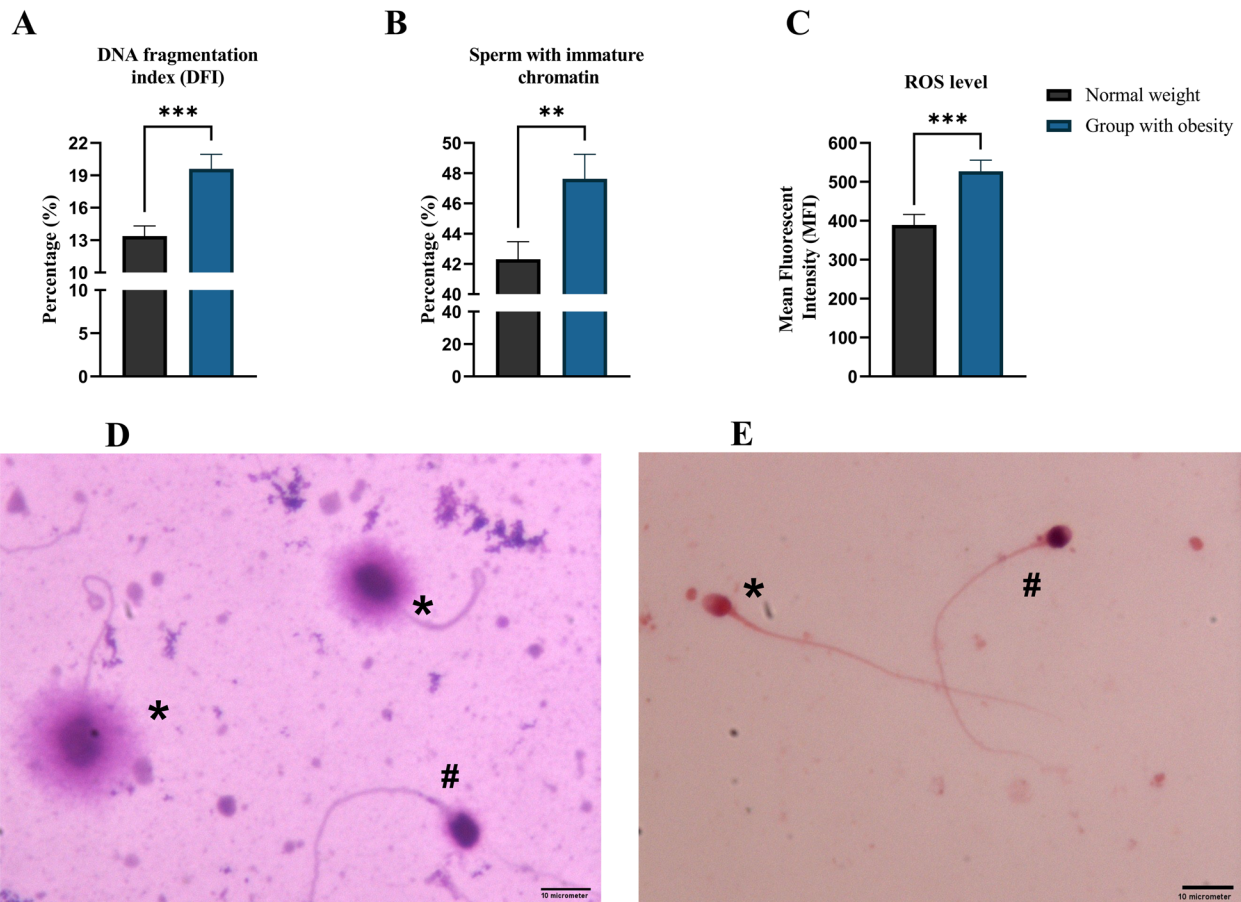 A
B
C
DNA fragmentation
index (DFI)
Sperm with immature
chromatin
ROS level
Normal weight
Group with obesity
***
**
***
Percentage (%)
22
19
16
13
10
10
5
0
Percentage (%)
50
48
46
44
42
40
40
20
0
Mean Fluorescent
Intensity (MFI)
600
500
400
300
200
100
0
D
E
*
*
#
10 micrometer
*
#
10 micrometer